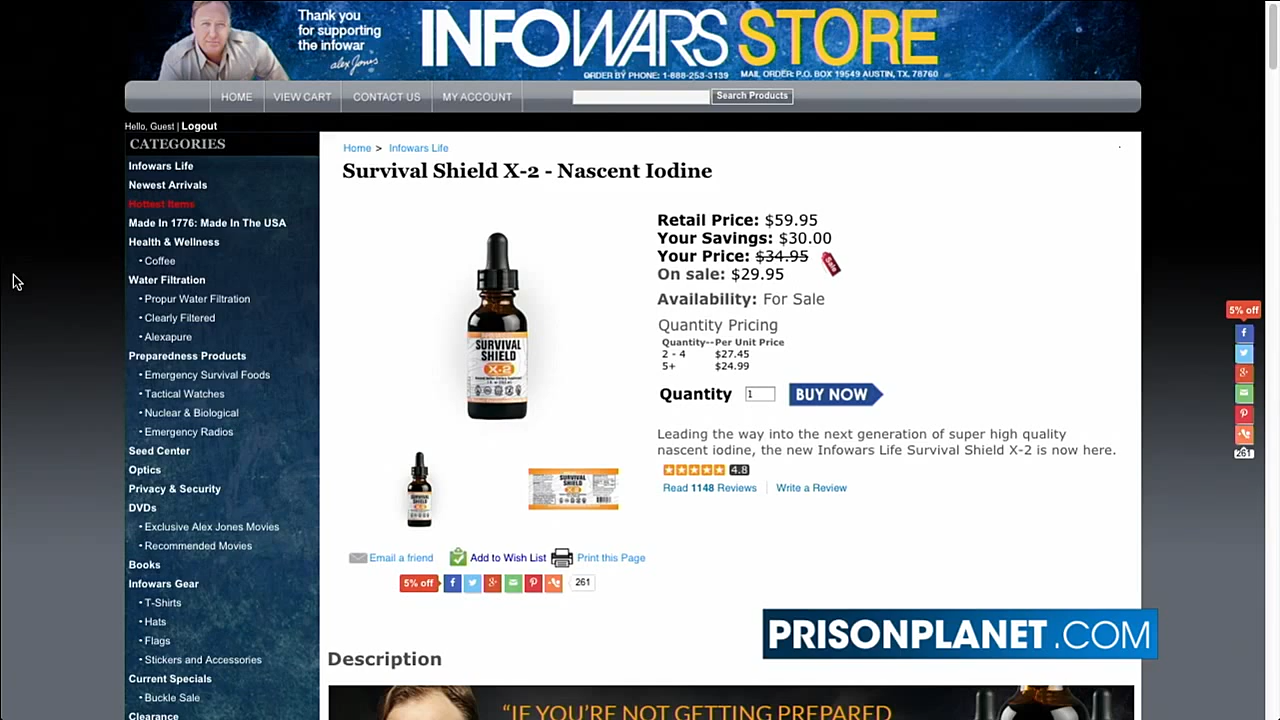 Thank you
for supporting
the infowar
alex Jones
INFOWARS STORE
ORDER BY PHONE: 1-888-253-3139 MAIL ORDER: P.O. BOX 19549 AUSTIN, TX. 78760
HOME
VIEW CART
CONTACT US
MY ACCOUNT
Search Products
Hello, Guest | Logout
CATEGORIES
Infowars Life
Newest Arrivals
Hottest Items
Made In 1776: Made In The USA
Health & Wellness
• Coffee
Water Filtration
• Propur Water Filtration
• Clearly Filtered
• Alexapure
Preparedness Products
• Emergency Survival Foods
• Tactical Watches
• Nuclear & Biological
• Emergency Radios
Seed Center
Optics
Privacy & Security
DVDs
• Exclusive Alex Jones Movies
• Recommended Movies
Books
Infowars Gear
• T-Shirts
• Hats
• Flags
• Stickers and Accessories
Current Specials
• Buckle Sale
Clearance
Home > Infowars Life
Survival Shield X-2 - Nascent Iodine
SURVIVAL
SHIELD
X-2
Retail Price: $59.95
Your Savings: $30.00
Your Price: $34.95
Sale
On sale: $29.95
Availability: For Sale
Quantity Pricing
Quantity--Per Unit Price
2 - 4 $27.45
5+ $24.99
Quantity 1 BUY NOW
Leading the way into the next generation of super high quality
nascent iodine, the new Infowars Life Survival Shield X-2 is now here.
4.8
Read 1148 Reviews | Write a Review
SURVIVAL
SHIELD
Email a friend
Add to Wish List
Print this Page
5% off
261
5% off
261
PRISONPLANET.COM
Description
“IF YOU’RE NOT GETTING PREPARED